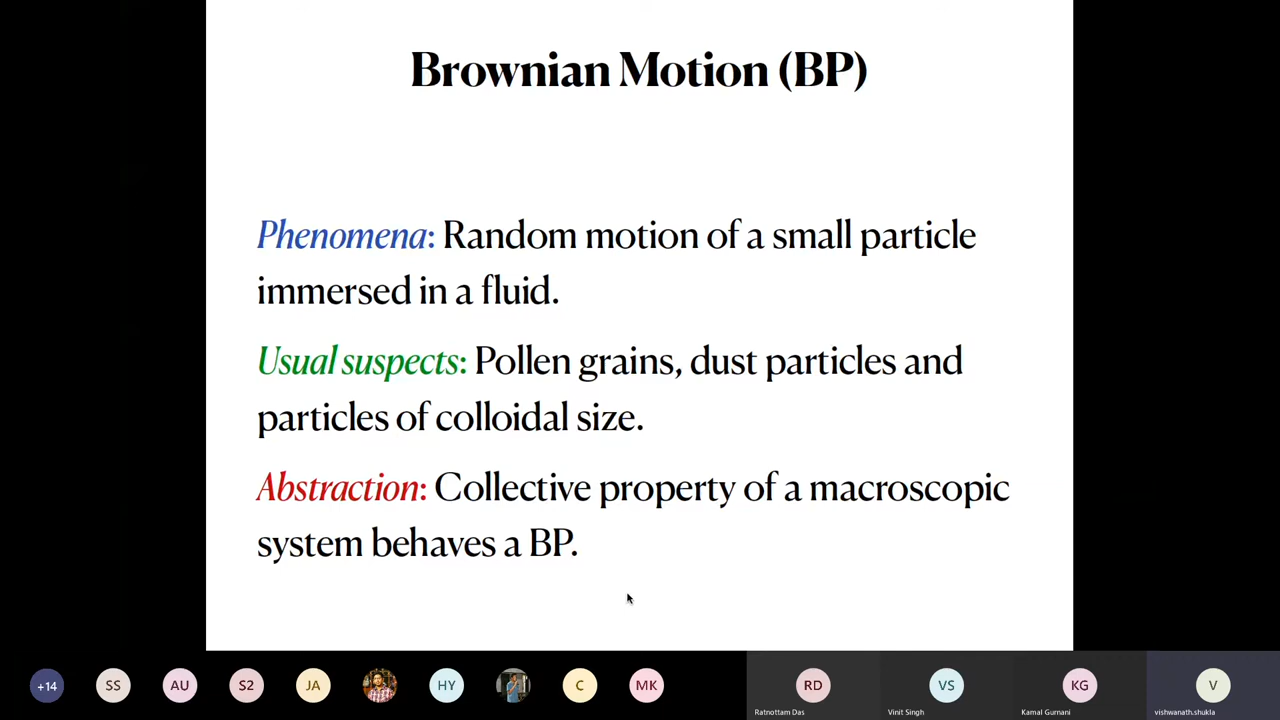 Brownian Motion (BP)
Phenomena: Random motion of a small particle
immersed in a fluid.
Usual suspects: Pollen grains, dust particles and
particles of colloidal size.
Abstraction: Collective property of a macroscopic
system behaves a BP.
+14
SS
AU
S2
JA
HY
C
MK
RD
VS
KG
V
Ratnottam Das
Vinit Singh
Kamal Gurnani
vishwanath.shukla